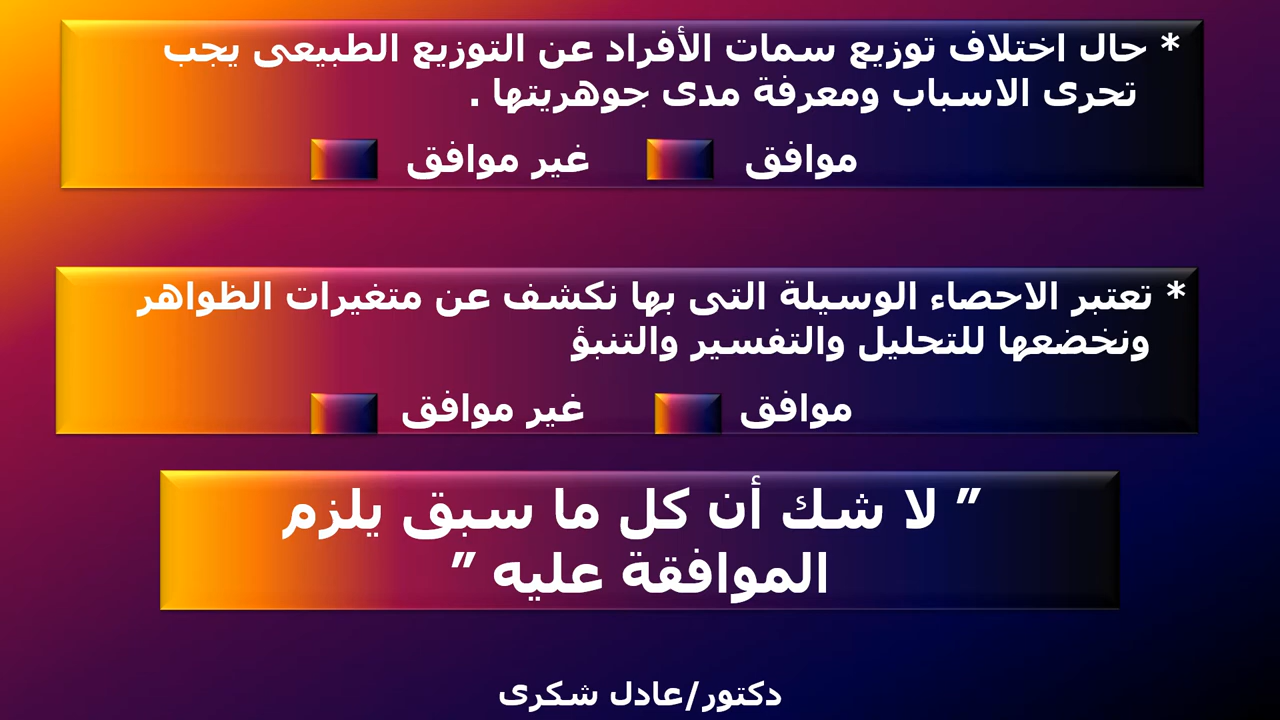 * حال اختلاف توزيع سمات الأفراد عن التوزيع الطبيعى يجب
تحرى الاسباب ومعرفة مدى جوهريتها .
موافق غير موافق
* تعتبر الاحصاء الوسيلة التى بها نكشف عن متغيرات الظواهر
ونخضعها للتحليل والتفسير والتنبؤ
موافق غير موافق
” لا شك أن كل ما سبق يلزم
الموافقة عليه ”
دكتور/عادل شكرى